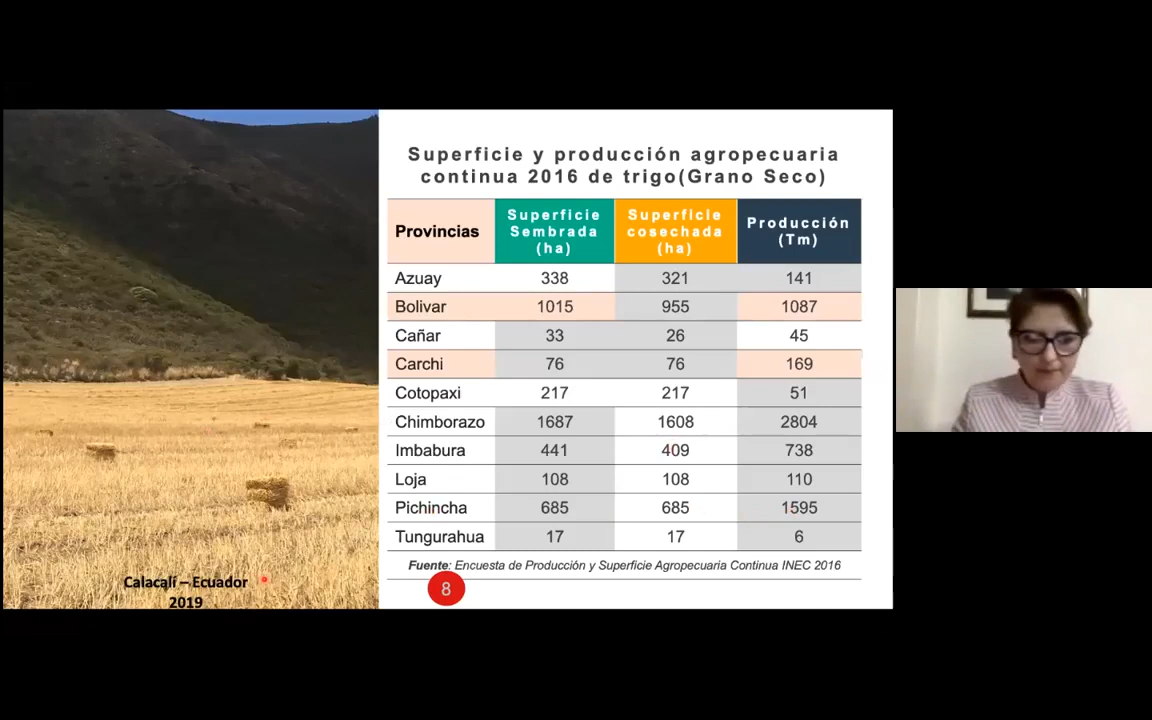 Superficie y producción agropecuaria
continua 2016 de trigo(Grano Seco)
Provincias
Superficie
Sembrada
(ha)
Superficie
cosechada
(ha)
Producción
(Tm)
Azuay 338 321 141
Bolivar 1015 955 1087
Cañar 33 26 45
Carchi 76 76 169
Cotopaxi 217 217 51
Chimborazo 1687 1608 2804
Imbabura 441 409 738
Loja 108 108 110
Pichincha 685 685 1595
Tungurahua 17 17 6
Fuente: Encuesta de Producción y Superficie Agropecuaria Continua INEC 2016
8
Calacalí – Ecuador
2019